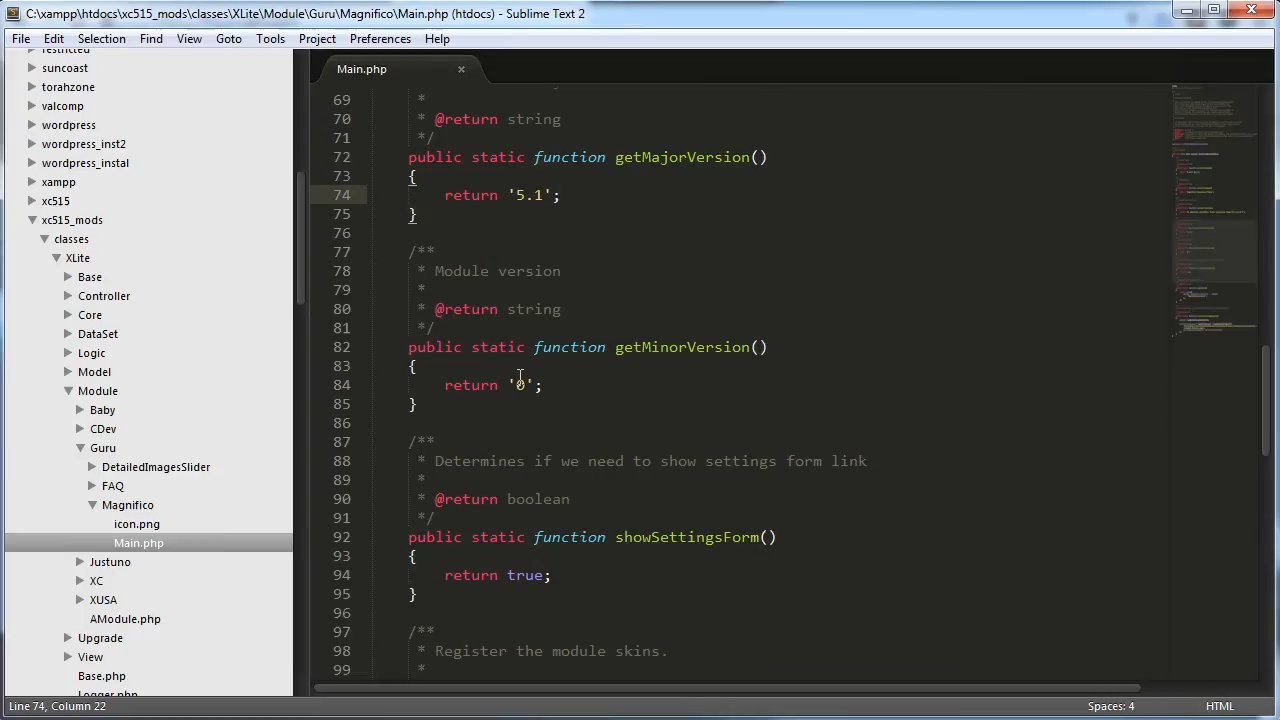 C:\xampp\htdocs\xc515_mods\classes\XLite\Module\Guru\Magnifico\Main.php (htdocs) - Sublime Text 2
File Edit Selection Find View Goto Tools Project Preferences Help
restricted
suncoast
torahzone
valcomp
wordpress
wordpress_inst2
wordpress_instal
xampp
xc515
xc515_mods
classes
XLite
Base
Controller
Core
DataSet
Logic
Model
Module
Baby
CDev
Guru
DetailedImagesSlider
FAQ
Magnifico
icon.png
Main.php
Justuno
XC
XUSA
AModule.php
Upgrade
View
Base.php
Logger.php
Main.php ×
69 *
70 * @return string
71 */
72 public static function getMajorVersion()
73 {
74 return '5.1';
75 }
76
77 /**
78 * Module version
79 *
80 * @return string
81 */
82 public static function getMinorVersion()
83 {
84 return '0';
85 }
86
87 /**
88 * Determines if we need to show settings form link
89 *
90 * @return boolean
91 */
92 public static function showSettingsForm()
93 {
94 return true;
95 }
96
97 /**
98 * Register the module skins.
99 *
Line 74, Column 22 Spaces: 4 HTML